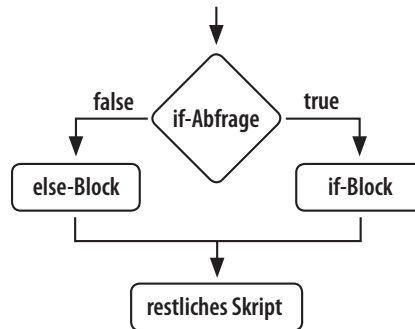 false
true
if-Abfrage
else-Block
if-Block
restliches Skript